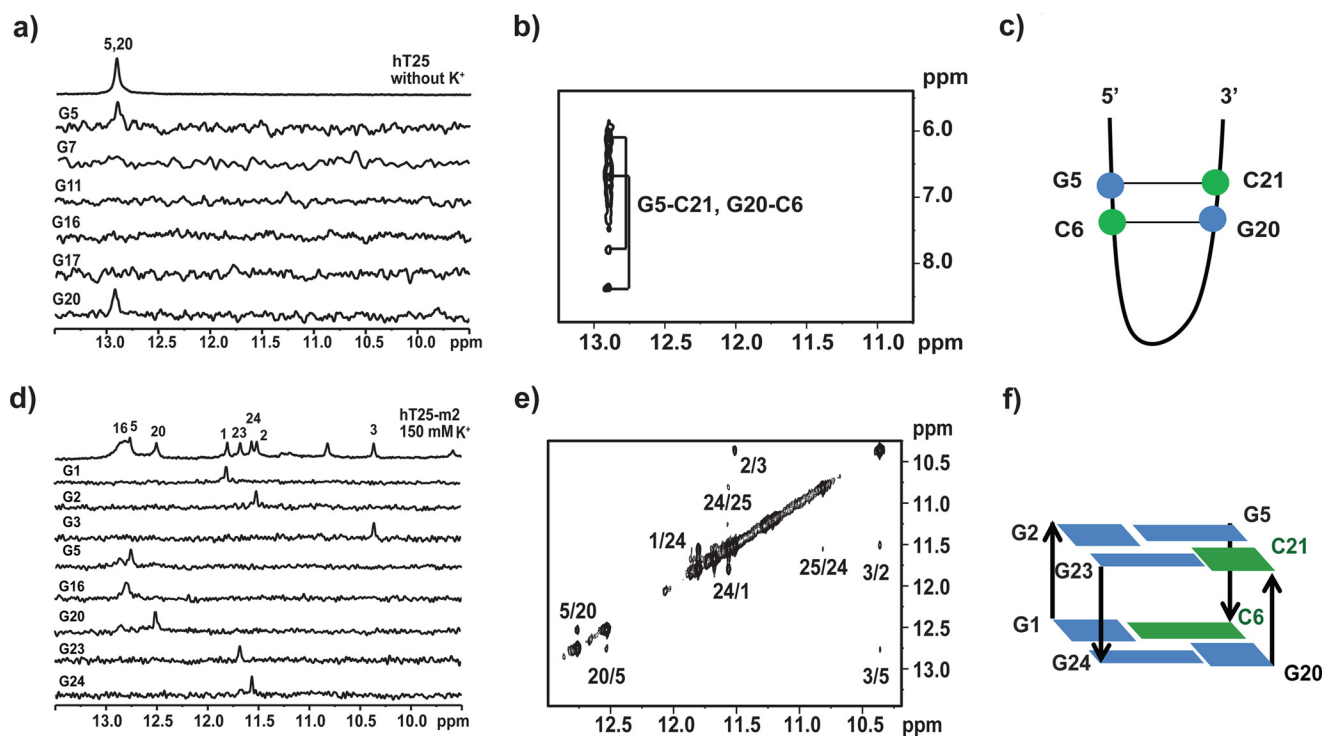 a)
5,20
hT25
without K⁺
G5
G7
G11
G16
G17
G20
13.0 12.5 12.0 11.5 11.0 10.5 10.0 ppm
b)
ppm
6.0
7.0
8.0
G5-C21, G20-C6
13.0 12.5 12.0 11.5 11.0 ppm
c)
5’ 3’
G5 C21
C6 G20
d)
hT25-m2
150 mM K⁺
16 5 20 1 23 24 2 3
G1
G2
G3
G5
G16
G20
G23
G24
13.0 12.5 12.0 11.5 11.0 10.5 10.0 ppm
e)
ppm
10.5
11.0
11.5
12.0
12.5
13.0
2/3
24/25
1/24
25/24
3/2
24/1
5/20
20/5
3/5
12.5 12.0 11.5 11.0 10.5 ppm
f)
G2 G5
C21
G23
G1 C6
G24 G20